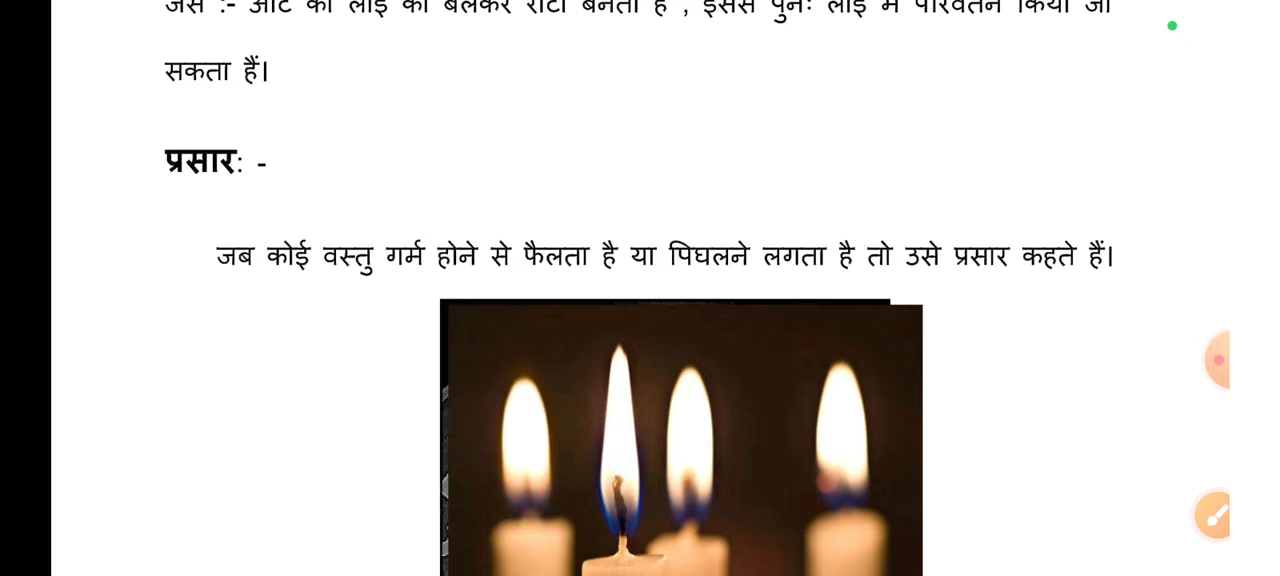 जैसे :- आटे की लोई को बेलकर रोटी बनती है , इससे पुनः लोई में परिवर्तन किया जा
सकता हैं।
प्रसार: -
जब कोई वस्तु गर्म होने से फैलता है या पिघलने लगता है तो उसे प्रसार कहते हैं।